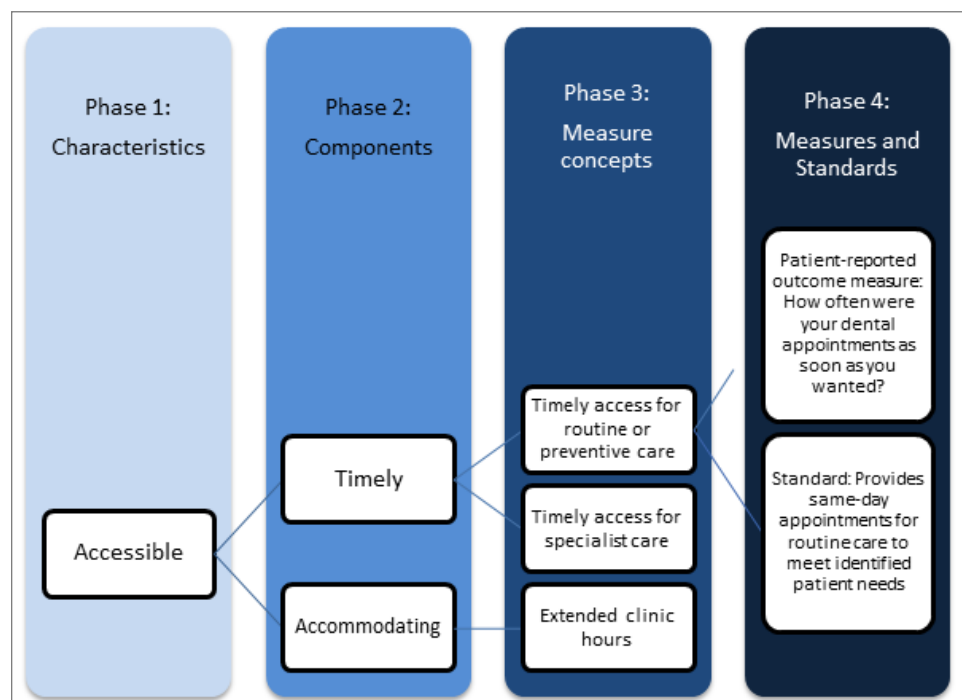 Phase 1:
Characteristics
Accessible
Phase 2:
Components
Timely
Accommodating
Phase 3:
Measure
concepts
Timely access for
routine or
preventive care
Timely access for
specialist care
Extended clinic
hours
Phase 4:
Measures and
Standards
Patient-reported
outcome measure:
How often were
your dental
appointments as
soon as you
wanted?
Standard: Provides
same-day
appointments for
routine care to
meet identified
patient needs